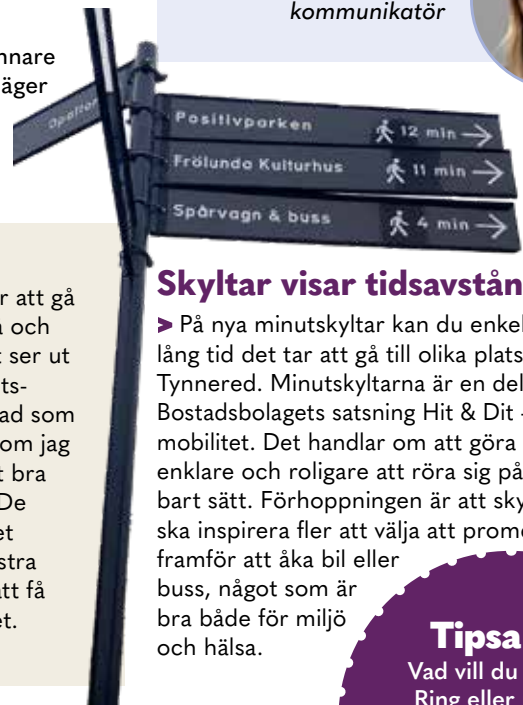 kommunikatör
nnare
äger
Opaltorget
Positivparken 12 min →
Frölunda Kulturhus 11 min →
Spårvagn & buss 4 min →
r att gå
a och
t ser ut
ts-
ad som
om jag
t bra
De
et
stra
att få
et.
Skyltar visar tidsavstån
> På nya minutskyltar kan du enkel
lång tid det tar att gå till olika plats
Tynnered. Minutskyltarna är en del
Bostadsbolagets satsning Hit & Dit –
mobilitet. Det handlar om att göra
enklare och roligare att röra sig på
bart sätt. Förhoppningen är att sky
ska inspirera fler att välja att prome
framför att åka bil eller
buss, något som är
bra både för miljö
och hälsa.
Tipsa
Vad vill du
Ring eller